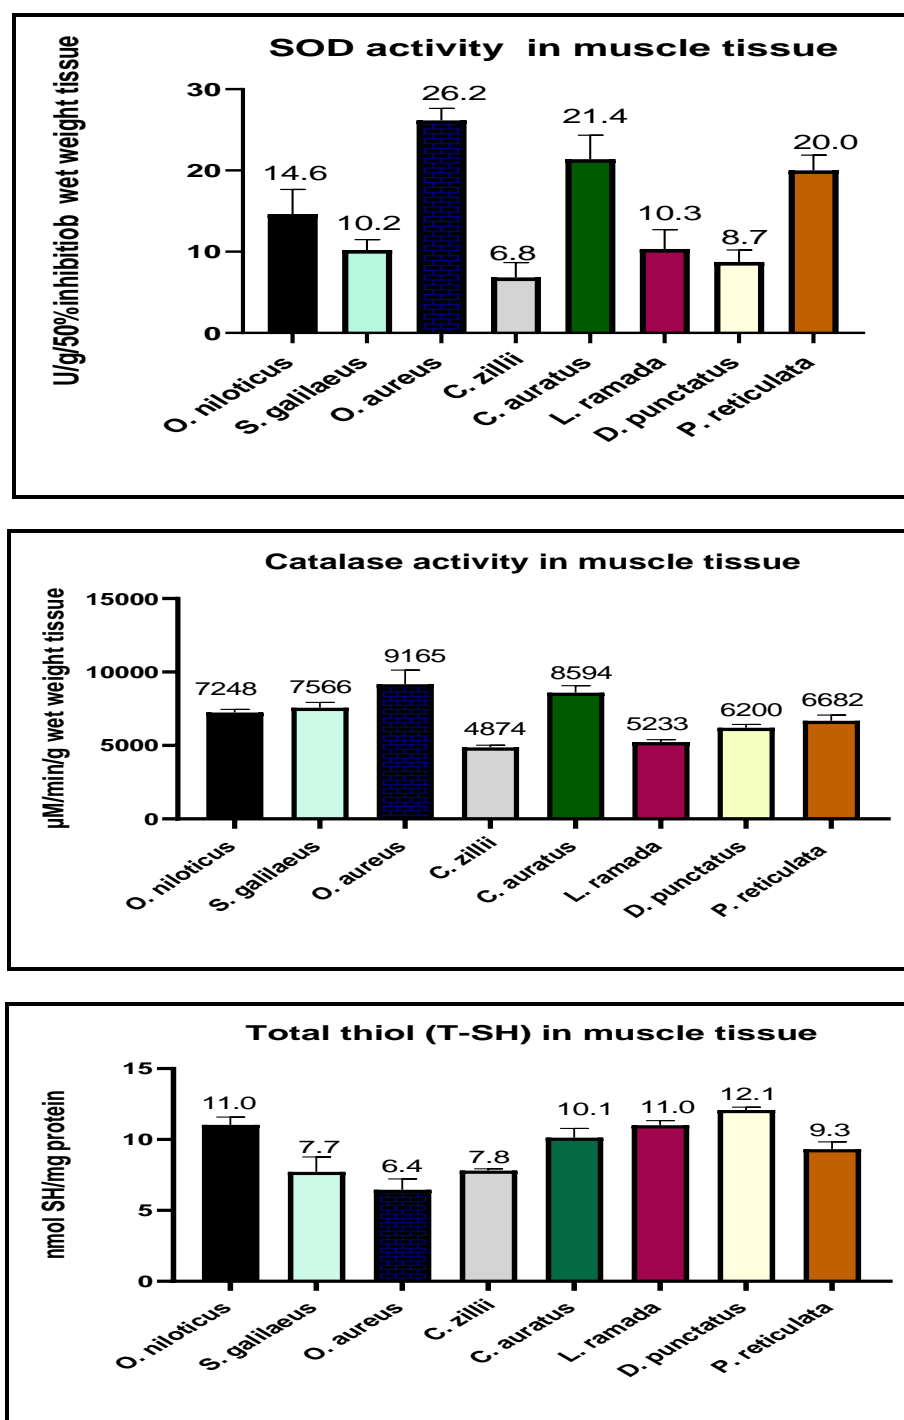 SOD activity in muscle tissue
U/g/50%inhibitiob wet weight tissue
30
20
10
0
14.6
10.2
26.2
6.8
21.4
10.3
8.7
20.0
O. niloticus
S. galilaeus
O. aureus
C. zillii
C. auratus
L. ramada
D. punctatus
P. reticulata
Catalase activity in muscle tissue
µM/min/g wet weight tissue
15000
10000
5000
0
7248
7566
9165
4874
8594
5233
6200
6682
O. niloticus
S. galilaeus
O. aureus
C. zillii
C. auratus
L. ramada
D. punctatus
P. reticulata
Total thiol (T-SH) in muscle tissue
nmol SH/mg protein
15
10
5
0
11.0
7.7
6.4
7.8
10.1
11.0
12.1
9.3
O. niloticus
S. galilaeus
O. aureus
C. zillii
C. auratus
L. ramada
D. punctatus
P. reticulata